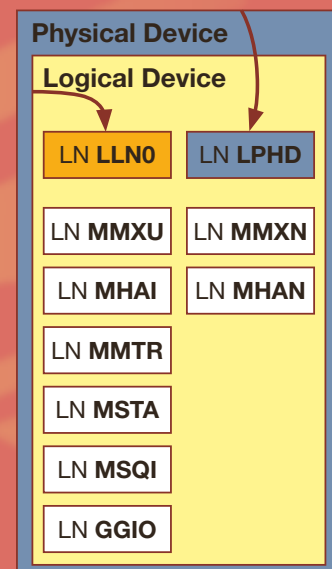 Physical Device
Logical Device
LN LLN0 LN LPHD
LN MMXU LN MMXN
LN MHAI LN MHAN
LN MMTR
LN MSTA
LN MSQI
LN GGIO